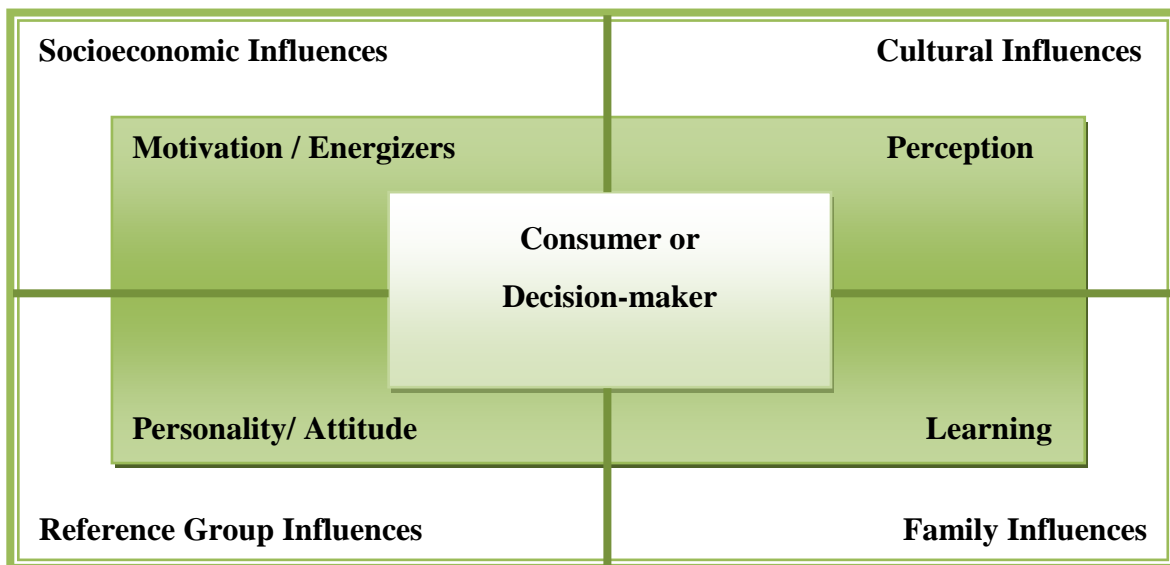 Socioeconomic Influences
Cultural Influences
Motivation / Energizers
Perception
Consumer or
Decision-maker
Personality/ Attitude
Learning
Reference Group Influences
Family Influences